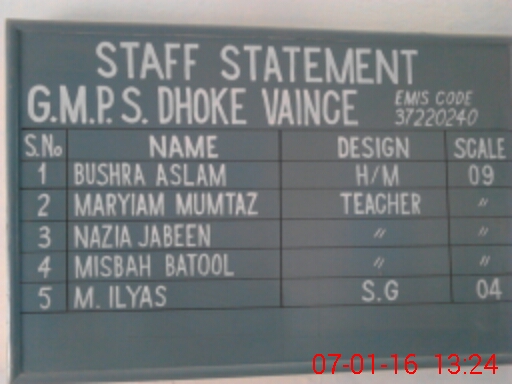 STAFF STATEMENT
G.M.P.S. DHOKE VAINCE EMIS CODE 37220240
S.No NAME DESIGN SCALE
1 BUSHRA ASLAM H/M 09
2 MARYIAM MUMTAZ TEACHER "
3 NAZIA JABEEN " "
4 MISBAH BATOOL " "
5 M. ILYAS S.G 04
07-01-16 13:24